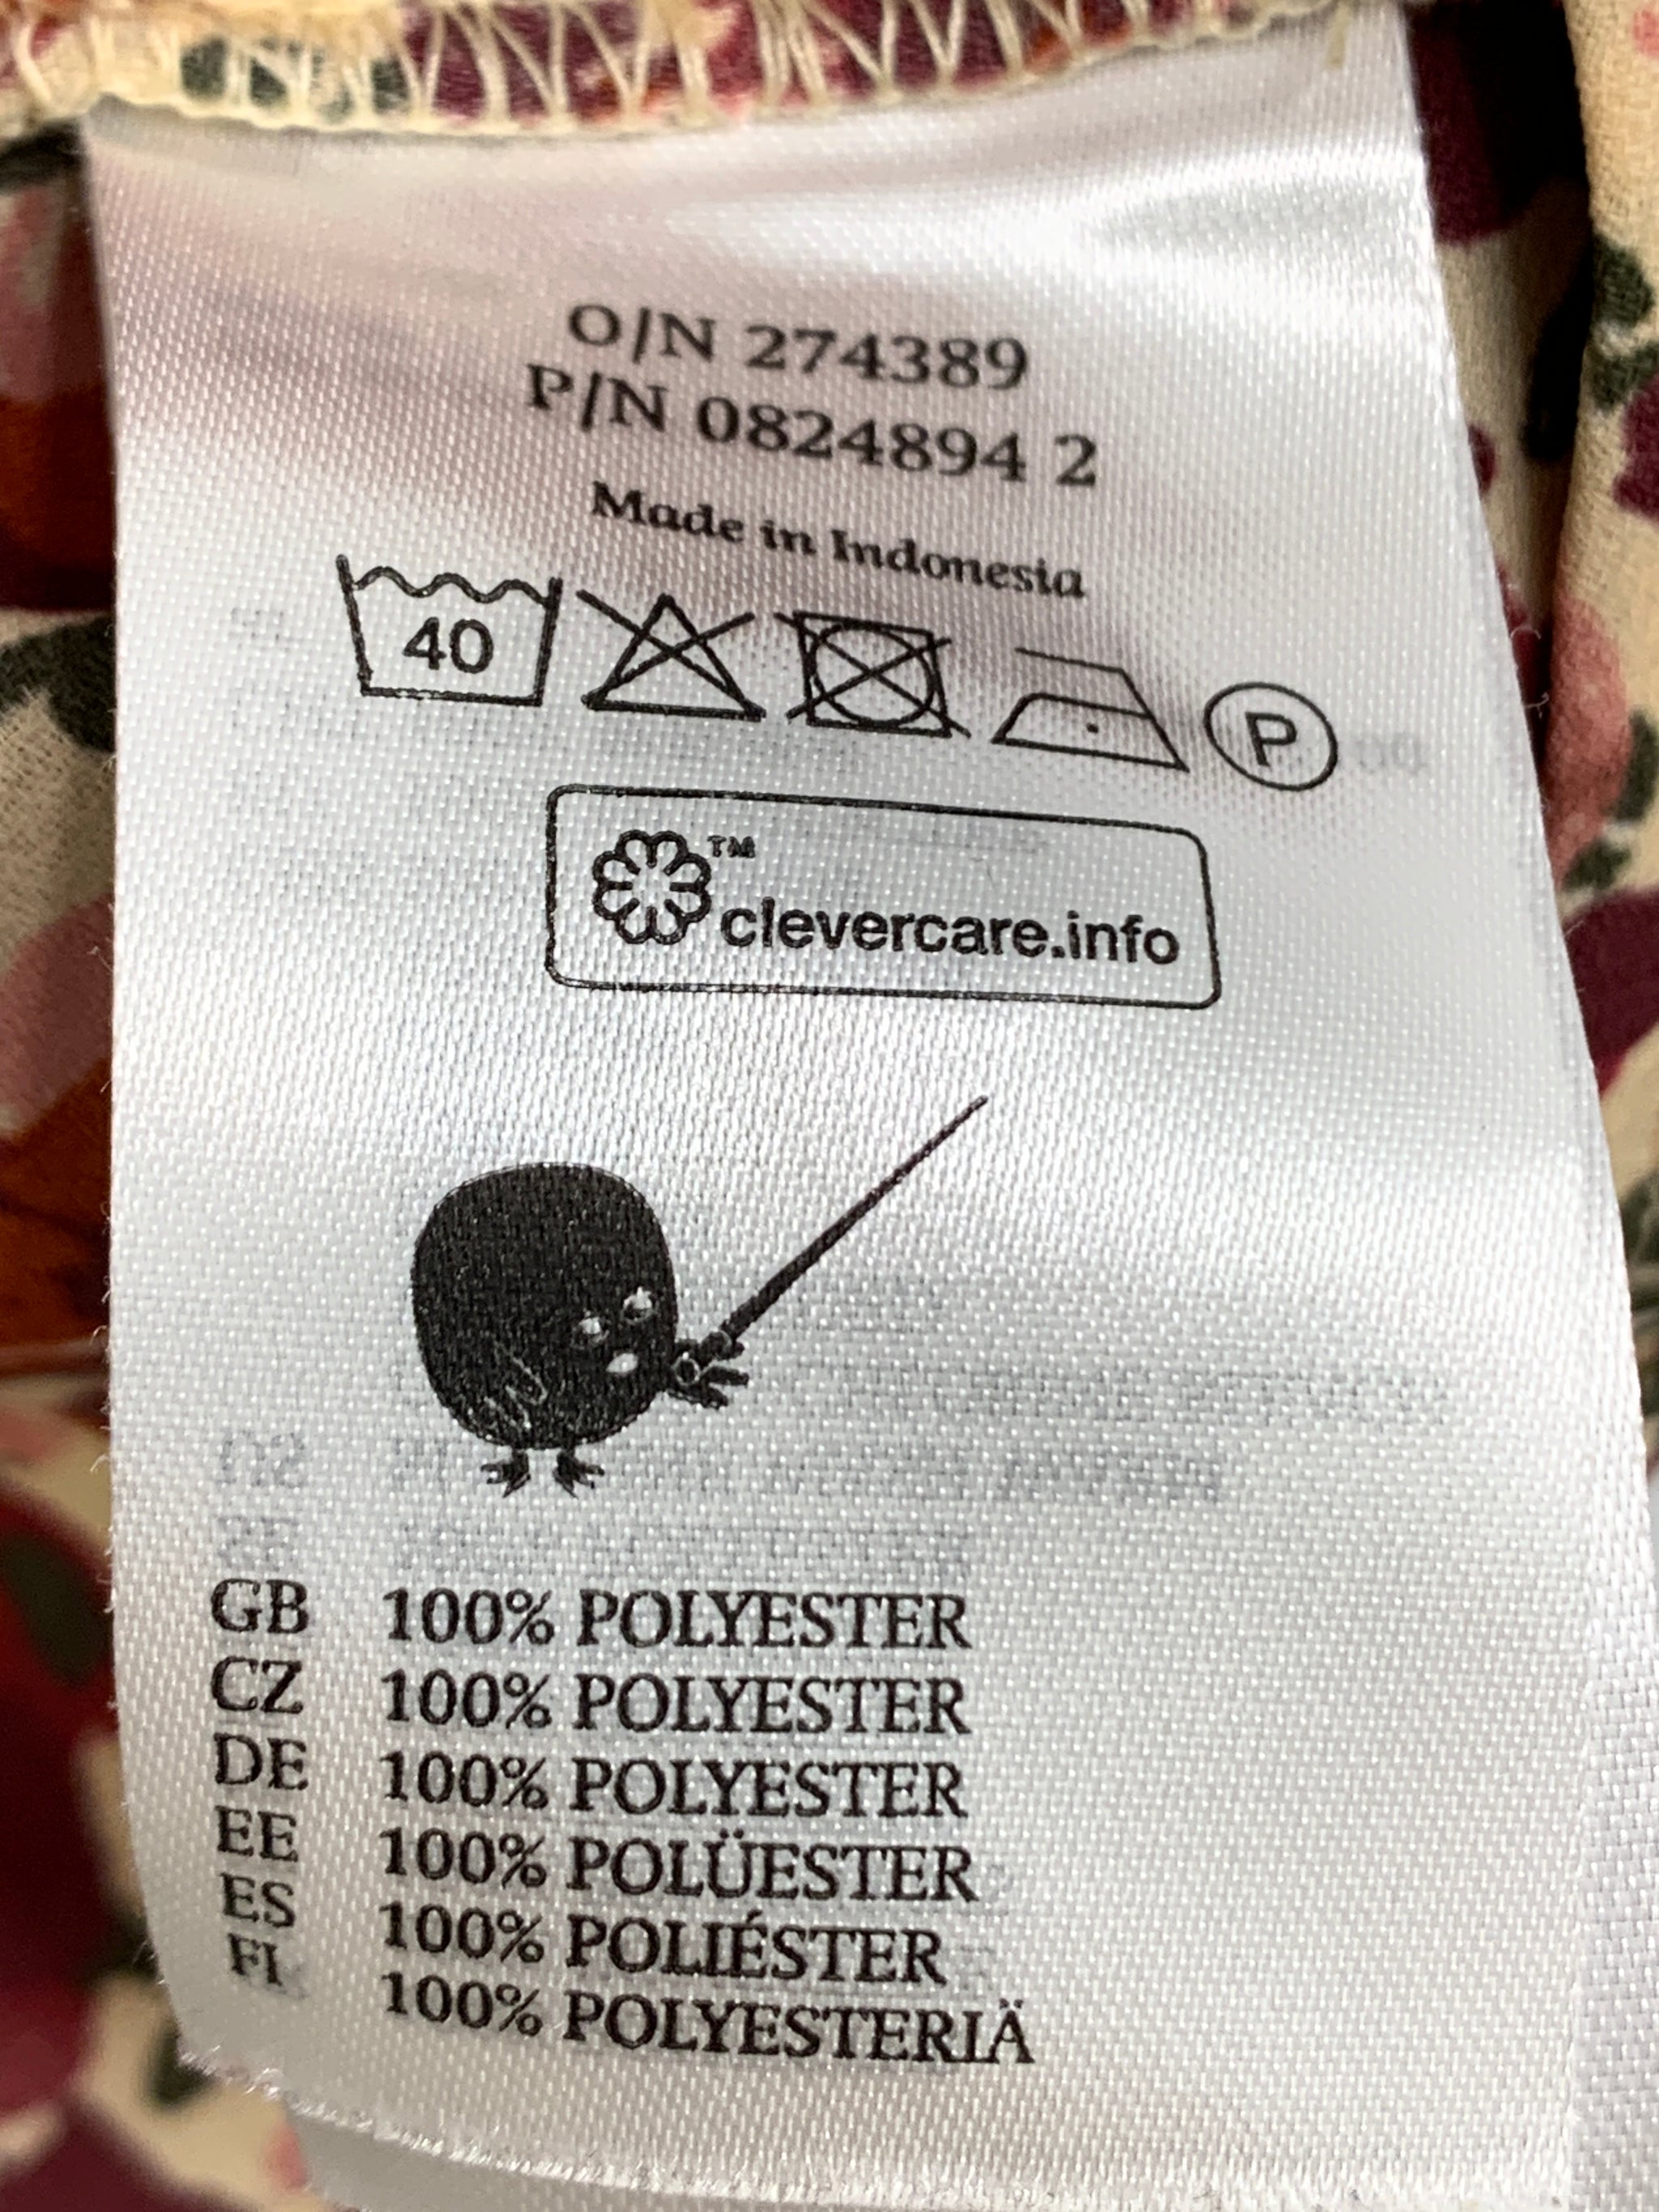 O/N 274389
P/N 0824894 2
Made in Indonesia
40
P
™
clevercare.info
GB 100% POLYESTER
CZ 100% POLYESTER
DE 100% POLYESTER
EE 100% POLÜESTER
ES 100% POLIÉSTER
FI 100% POLYESTERIÄ